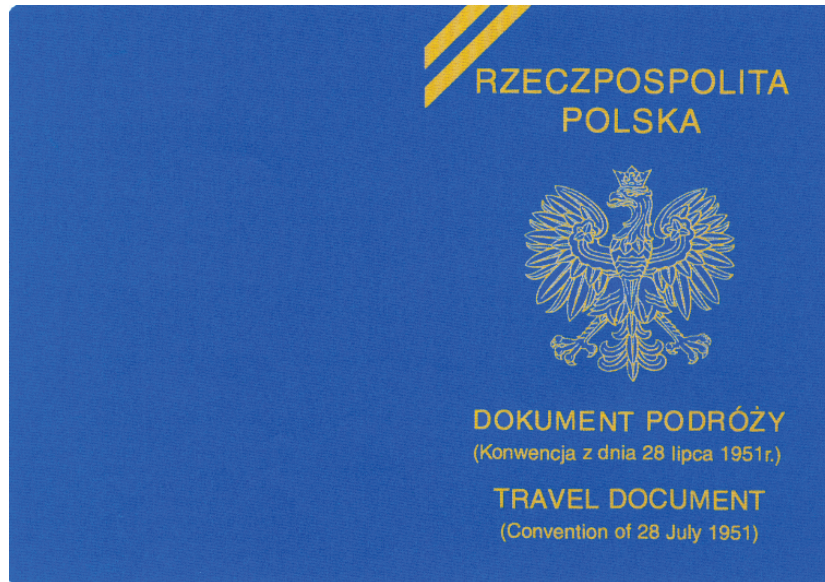 RZECZPOSPOLITA
POLSKA
DOKUMENT PODRÓŻY
(Konwencja z dnia 28 lipca 1951r.)
TRAVEL DOCUMENT
(Convention of 28 July 1951)